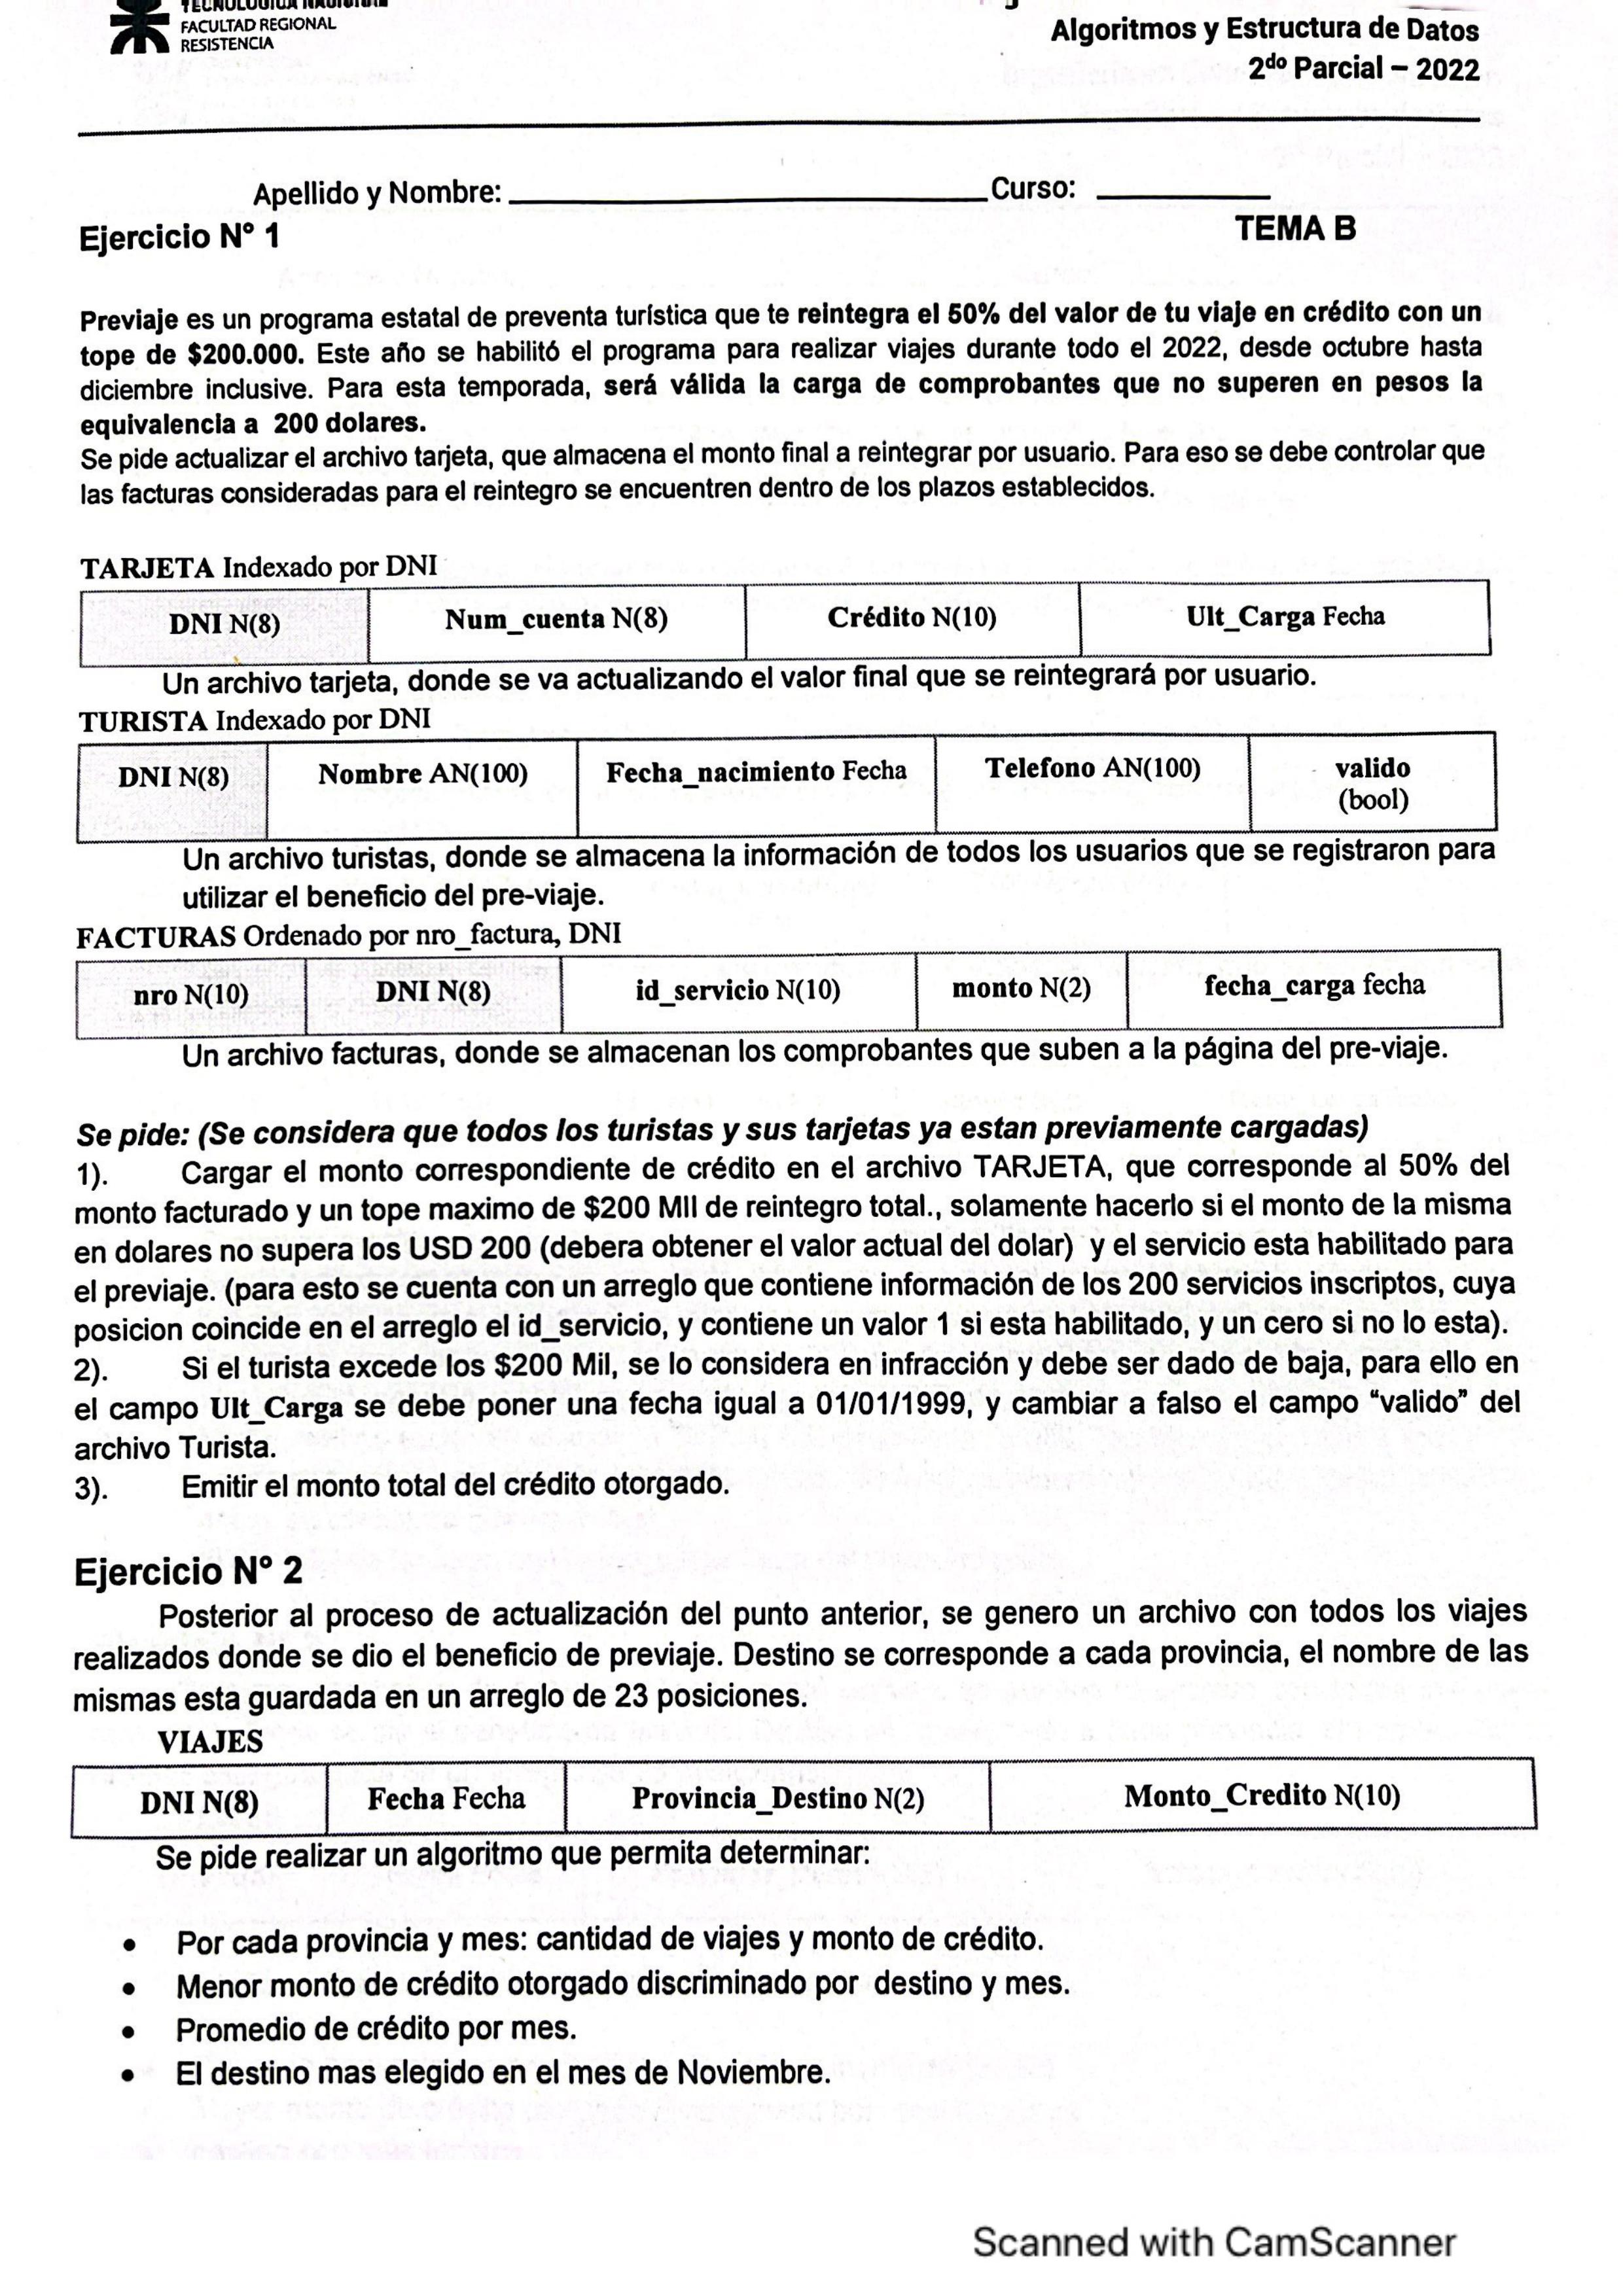 FACULTAD REGIONAL
RESISTENCIA
Algoritmos y Estructura de Datos
2do Parcial – 2022
Apellido y Nombre: Curso:
Ejercicio N° 1
TEMA B
Previaje es un programa estatal de preventa turística que te reintegra el 50% del valor de tu viaje en crédito con un
tope de $200.000. Este año se habilitó el programa para realizar viajes durante todo el 2022, desde octubre hasta
diciembre inclusive. Para esta temporada, será válida la carga de comprobantes que no superen en pesos la
equivalencia a 200 dolares.
Se pide actualizar el archivo tarjeta, que almacena el monto final a reintegrar por usuario. Para eso se debe controlar que
las facturas consideradas para el reintegro se encuentren dentro de los plazos establecidos.
TARJETA Indexado por DNI
DNI N(8) Num_cuenta N(8) Crédito N(10) Ult_Carga Fecha
Un archivo tarjeta, donde se va actualizando el valor final que se reintegrará por usuario.
TURISTA Indexado por DNI
DNI N(8) Nombre AN(100) Fecha_nacimiento Fecha Telefono AN(100) valido
(bool)
Un archivo turistas, donde se almacena la información de todos los usuarios que se registraron para
utilizar el beneficio del pre-viaje.
FACTURAS Ordenado por nro_factura, DNI
nro N(10) DNI N(8) id_servicio N(10) monto N(2) fecha_carga fecha
Un archivo facturas, donde se almacenan los comprobantes que suben a la página del pre-viaje.
Se pide: (Se considera que todos los turistas y sus tarjetas ya estan previamente cargadas)
1). Cargar el monto correspondiente de crédito en el archivo TARJETA, que corresponde al 50% del
monto facturado y un tope maximo de $200 MIl de reintegro total., solamente hacerlo si el monto de la misma
en dolares no supera los USD 200 (debera obtener el valor actual del dolar) y el servicio esta habilitado para
el previaje. (para esto se cuenta con un arreglo que contiene información de los 200 servicios inscriptos, cuya
posicion coincide en el arreglo el id_servicio, y contiene un valor 1 si esta habilitado, y un cero si no lo esta).
2). Si el turista excede los $200 Mil, se lo considera en infracción y debe ser dado de baja, para ello en
el campo Ult_Carga se debe poner una fecha igual a 01/01/1999, y cambiar a falso el campo “valido” del
archivo Turista.
3). Emitir el monto total del crédito otorgado.
Ejercicio N° 2
Posterior al proceso de actualización del punto anterior, se genero un archivo con todos los viajes
realizados donde se dio el beneficio de previaje. Destino se corresponde a cada provincia, el nombre de las
mismas esta guardada en un arreglo de 23 posiciones.
VIAJES
DNI N(8) Fecha Fecha Provincia_Destino N(2) Monto_Credito N(10)
Se pide realizar un algoritmo que permita determinar:
• Por cada provincia y mes: cantidad de viajes y monto de crédito.
• Menor monto de crédito otorgado discriminado por destino y mes.
• Promedio de crédito por mes.
• El destino mas elegido en el mes de Noviembre.
Scanned with CamScanner